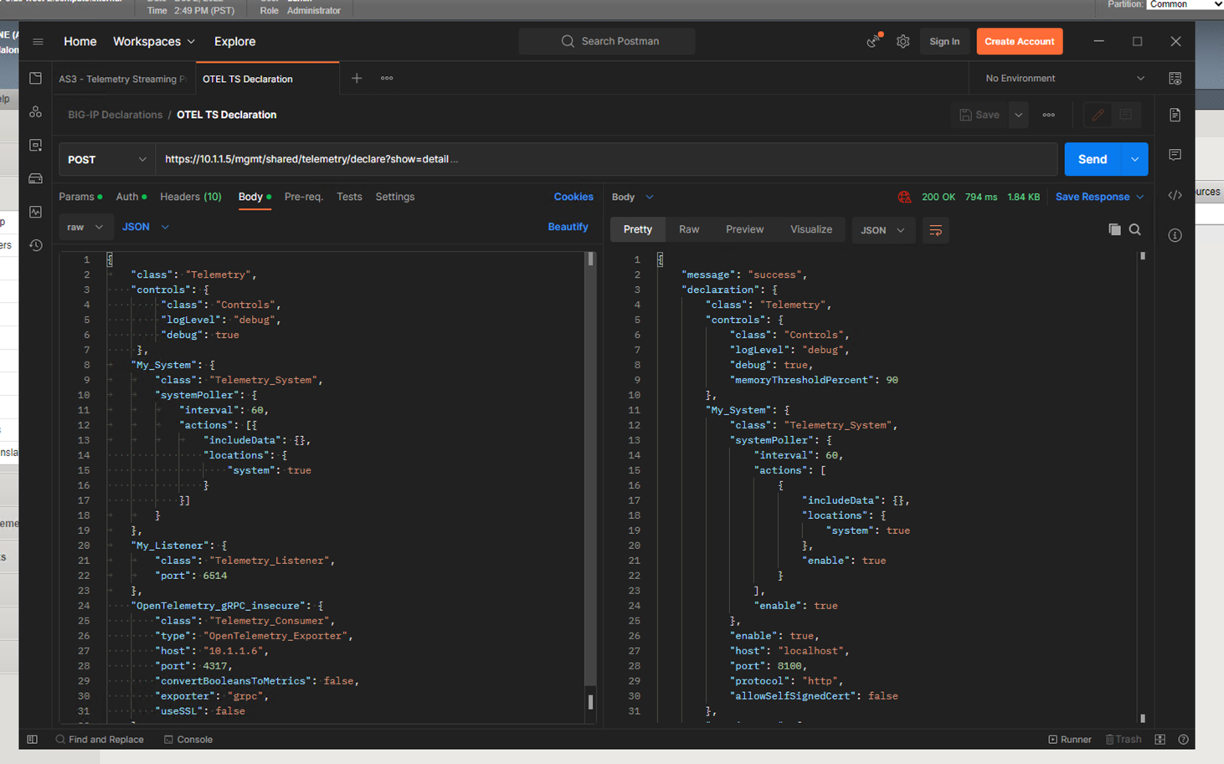 Time 2:49 PM (PST)
Role Administrator
Partition: Common
Home Workspaces Explore
Search Postman
Sign In
Create Account
AS3 - Telemetry Streaming
OTEL TS Declaration
No Environment
BIG-IP Declarations / OTEL TS Declaration
Save
POST
https://10.1.1.5/mgmt/shared/telemetry/declare?show=detail...
Send
Params Auth Headers (10) Body Pre-req. Tests Settings Cookies
raw JSON Beautify
1 {
2 "class": "Telemetry",
3 "controls": {
4 "class": "Controls",
5 "logLevel": "debug",
6 "debug": true
7 },
8 "My_System": {
9 "class": "Telemetry_System",
10 "systemPoller": {
11 "interval": 60,
12 "actions": [{
13 "includeData": {},
14 "locations": {
15 "system": true
16 }
17 }]
18 }
19 },
20 "My_Listener": {
21 "class": "Telemetry_Listener",
22 "port": 6514
23 },
24 "OpenTelemetry_gRPC_insecure": {
25 "class": "Telemetry_Consumer",
26 "type": "OpenTelemetry_Exporter",
27 "host": "10.1.1.6",
28 "port": 4317,
29 "convertBooleansToMetrics": false,
30 "exporter": "grpc",
31 "useSSL": false
Body 200 OK 794 ms 1.84 KB Save Response
Pretty Raw Preview Visualize JSON
1 {
2 "message": "success",
3 "declaration": {
4 "class": "Telemetry",
5 "controls": {
6 "class": "Controls",
7 "logLevel": "debug",
8 "debug": true,
9 "memoryThresholdPercent": 90
10 },
11 "My_System": {
12 "class": "Telemetry_System",
13 "systemPoller": {
14 "interval": 60,
15 "actions": [
16 {
17 "includeData": {},
18 "locations": {
19 "system": true
20 },
21 "enable": true
22 }
23 ],
24 "enable": true
25 },
26 "enable": true,
27 "host": "localhost",
28 "port": 8100,
29 "protocol": "http",
30 "allowSelfSignedCert": false
31 },
Find and Replace Console
Runner Trash